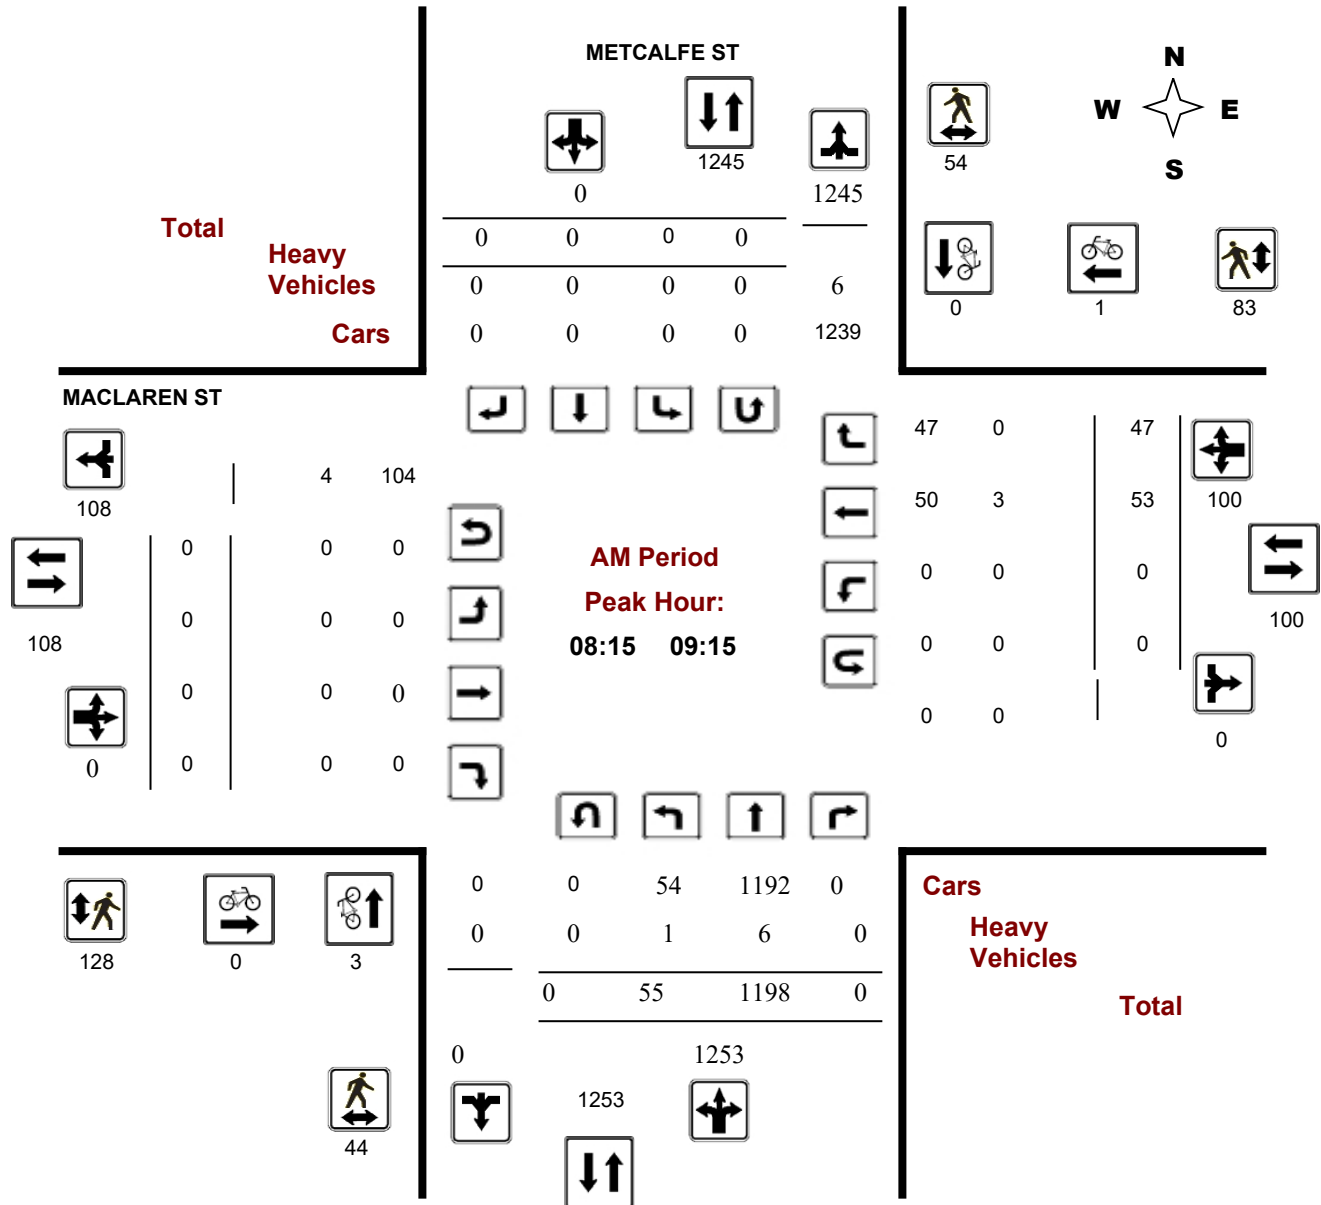 METCALFE ST
N
W E
S
1245
54
0 1245
Total
0 0 0 0
Heavy
Vehicles
0 0 0 0 6
0 1 83
Cars
0 0 0 0 1239
MACLAREN ST
47 0 47
4 104
108
50 3 53 100
0 0 0
AM Period
0 0 0
Peak Hour:
0 0 0
100
108
08:15 09:15
0 0 0
0 0 0
0 0
0
0 0 0 0
0 0 54 1192 0
Cars
0 0 1 6 0
Heavy
Vehicles
128 0 3
0 55 1198 0
Total
0 1253
1253
44